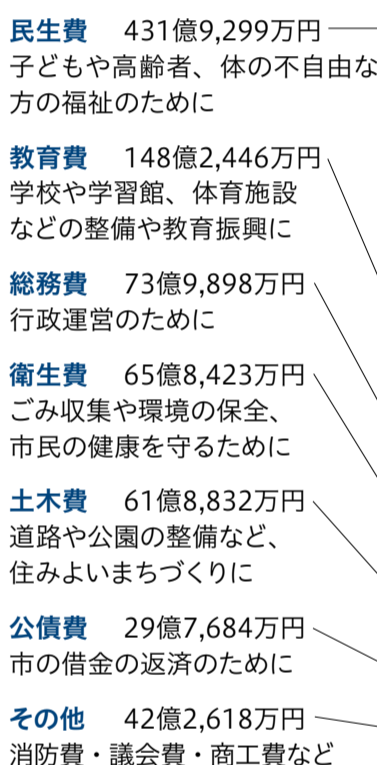 民生費 431億9,299万円
子どもや高齢者、体の不自由な
方の福祉のために
教育費 148億2,446万円
学校や学習館、体育施設
などの整備や教育振興に
総務費 73億9,898万円
行政運営のために
衛生費 65億8,423万円
ごみ収集や環境の保全、
市民の健康を守るために
土木費 61億8,832万円
道路や公園の整備など、
住みよいまちづくりに
公債費 29億7,684万円
市の借金の返済のために
その他 42億2,618万円
消防費・議会費・商工費など